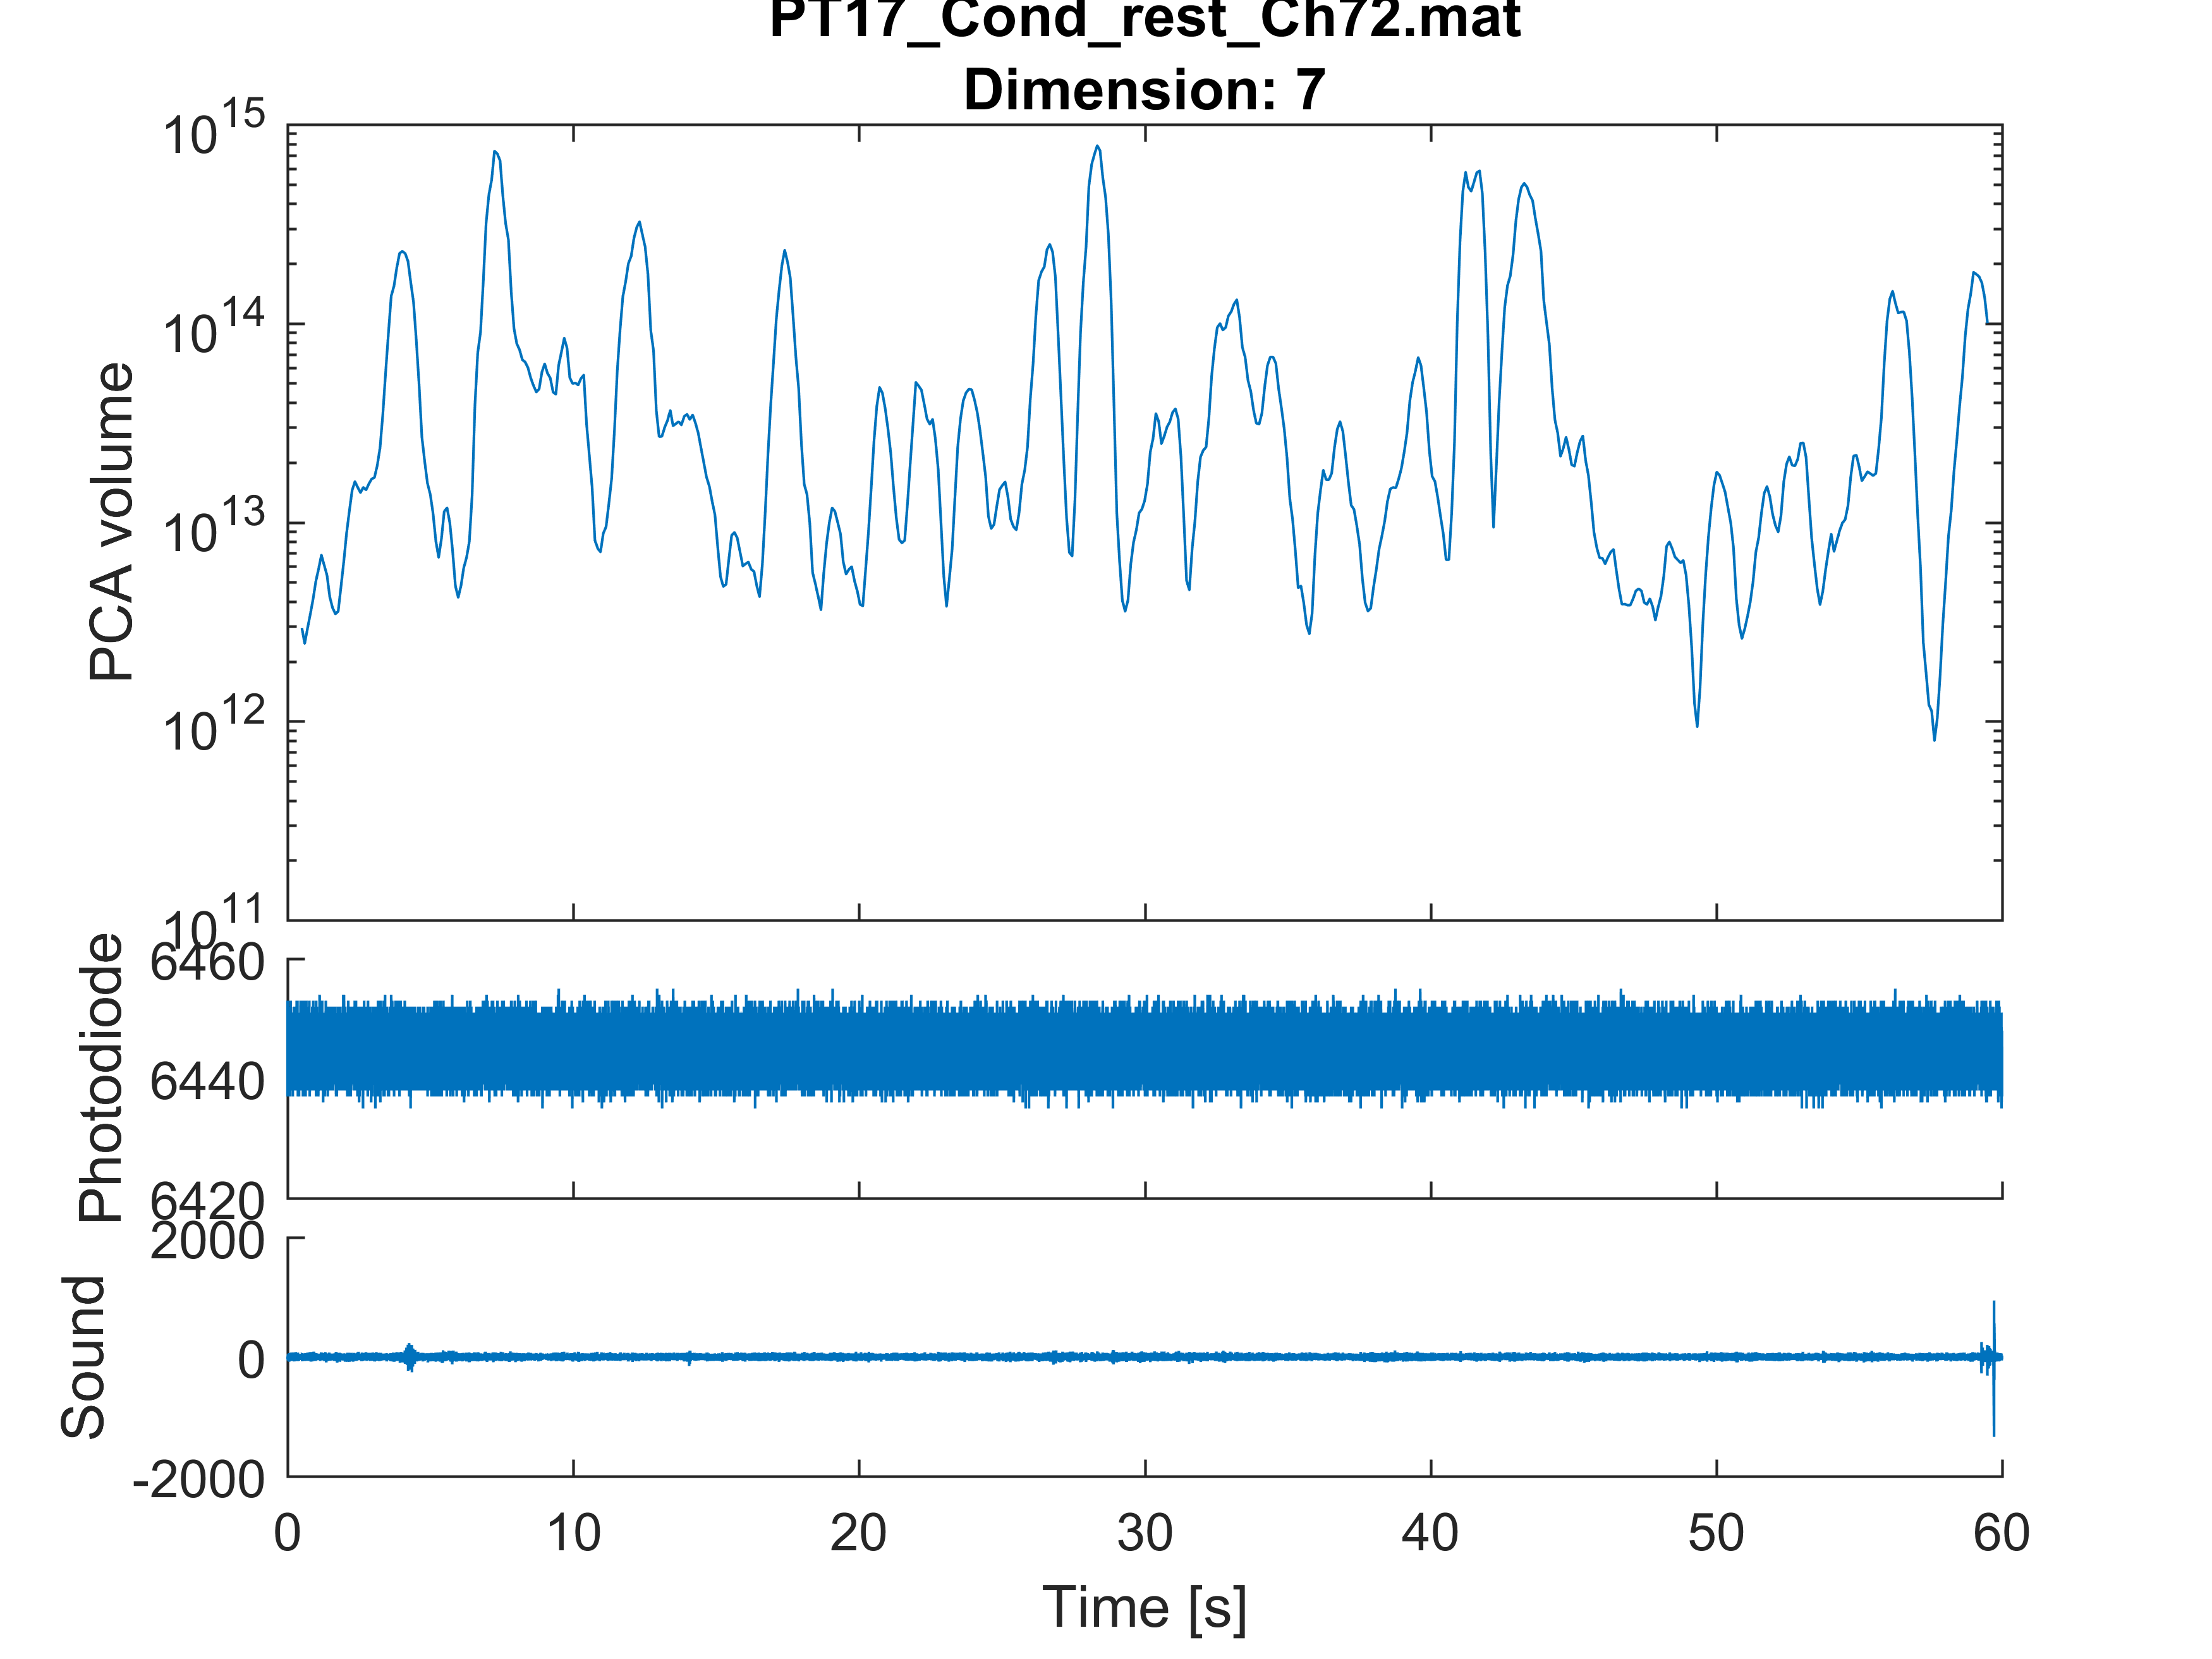 PT17_Cond_rest_Ch72.mat
Dimension: 7
PCA volume
10^15
10^14
10^13
10^12
10^11
Photodiode
6460
6440
6420
Sound
2000
0
-2000
0 10 20 30 40 50 60
Time [s]